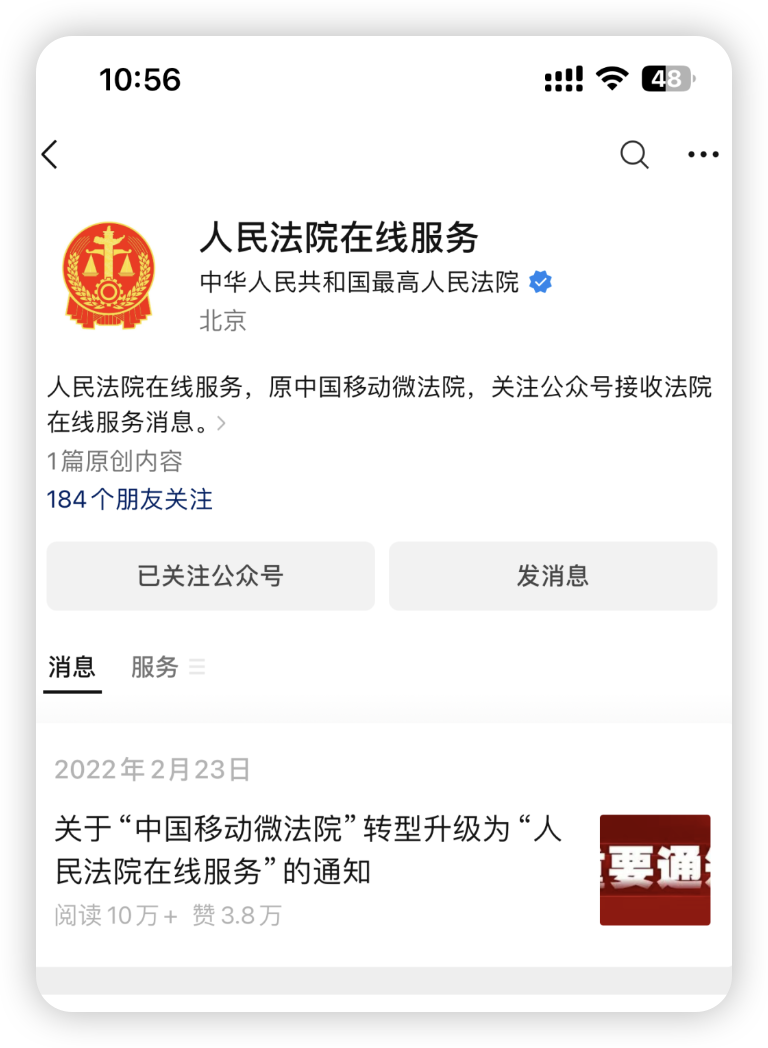 10:56
48
人民法院在线服务
中华人民共和国最高人民法院
北京
人民法院在线服务，原中国移动微法院，关注公众号接收法院
在线服务消息。
1篇原创内容
184个朋友关注
已关注公众号
发消息
消息
服务
2022年2月23日
关于“中国移动微法院”转型升级为“人
民法院在线服务”的通知
要通
阅读10万+ 赞3.8万